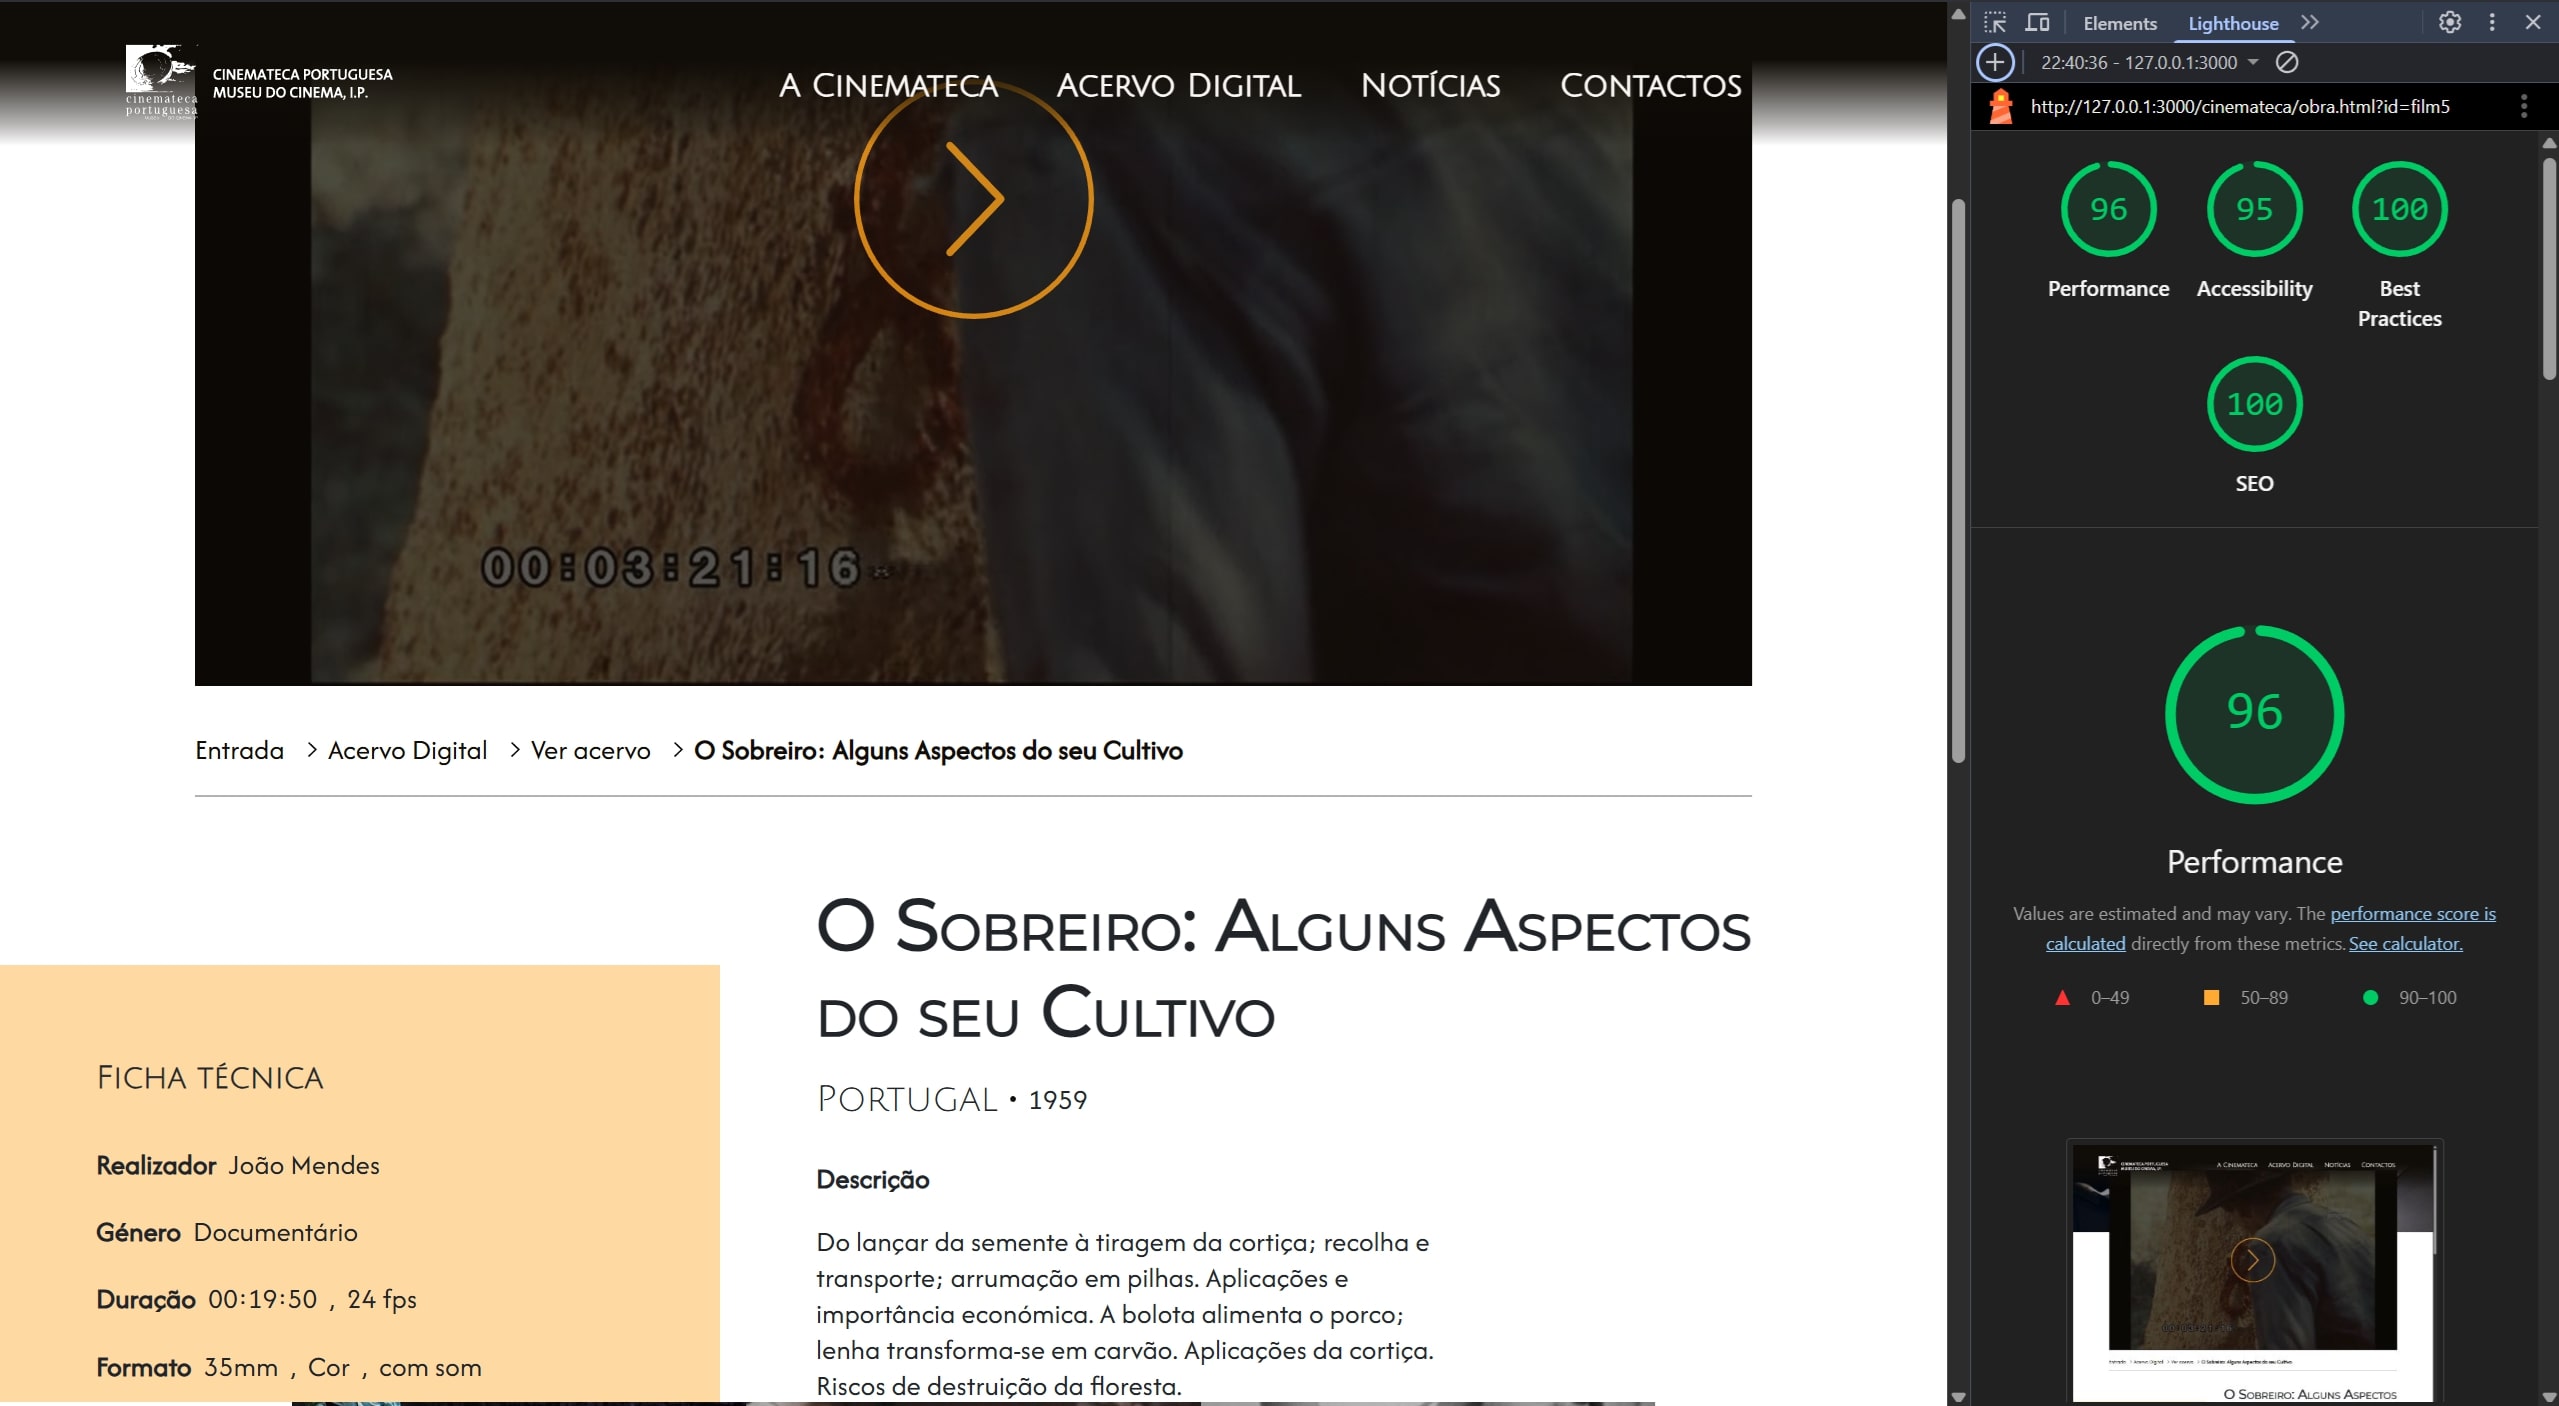 cinemateca
portuguesa
CINEMATECA PORTUGUESA
MUSEU DO CINEMA, I.P.
A Cinemateca
Acervo Digital
Notícias
Contactos
00:03:21:16
Entrada > Acervo Digital > Ver acervo > O Sobreiro: Alguns Aspectos do seu Cultivo
O Sobreiro: Alguns Aspectos
do seu Cultivo
Portugal • 1959
Descrição
Do lançar da semente à tiragem da cortiça; recolha e
transporte; arrumação em pilhas. Aplicações e
importância económica. A bolota alimenta o porco;
lenha transforma-se em carvão. Aplicações da cortiça.
Riscos de destruição da floresta.
Ficha técnica
Realizador João Mendes
Género Documentário
Duração 00:19:50 , 24 fps
Formato 35mm , Cor , com som
Elements
Lighthouse
22:40:36 - 127.0.0.1:3000
http://127.0.0.1:3000/cinemateca/obra.html?id=film5
96
Performance
95
Accessibility
100
Best
Practices
100
SEO
96
Performance
Values are estimated and may vary. The performance score is
calculated directly from these metrics. See calculator.
0–49
50–89
90–100
A Cinemateca
Acervo Digital
Notícias
Contactos
O Sobreiro: Alguns Aspectos